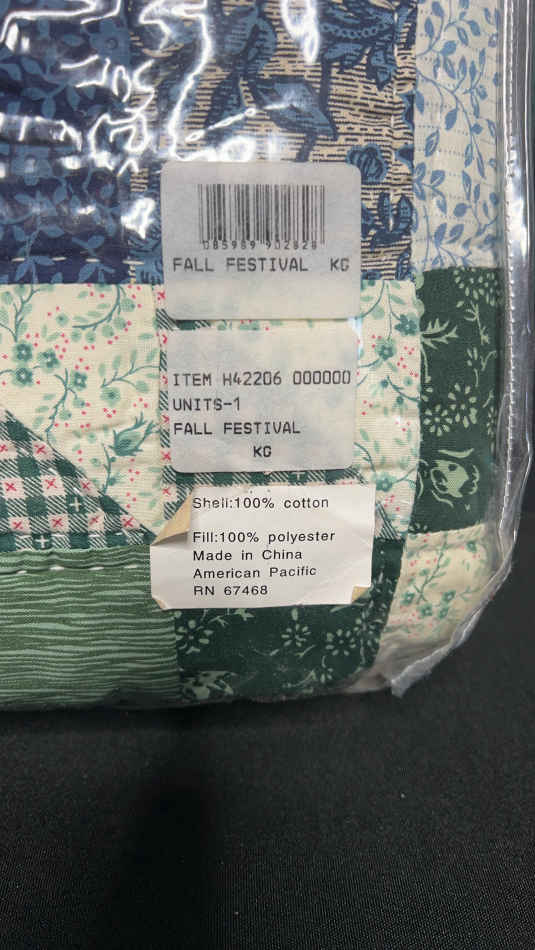 085989 902828
FALL FESTIVAL KG
ITEM H42206 000000
UNITS-1
FALL FESTIVAL
KG
Shell:100% cotton
Fill:100% polyester
Made in China
American Pacific
RN 67468